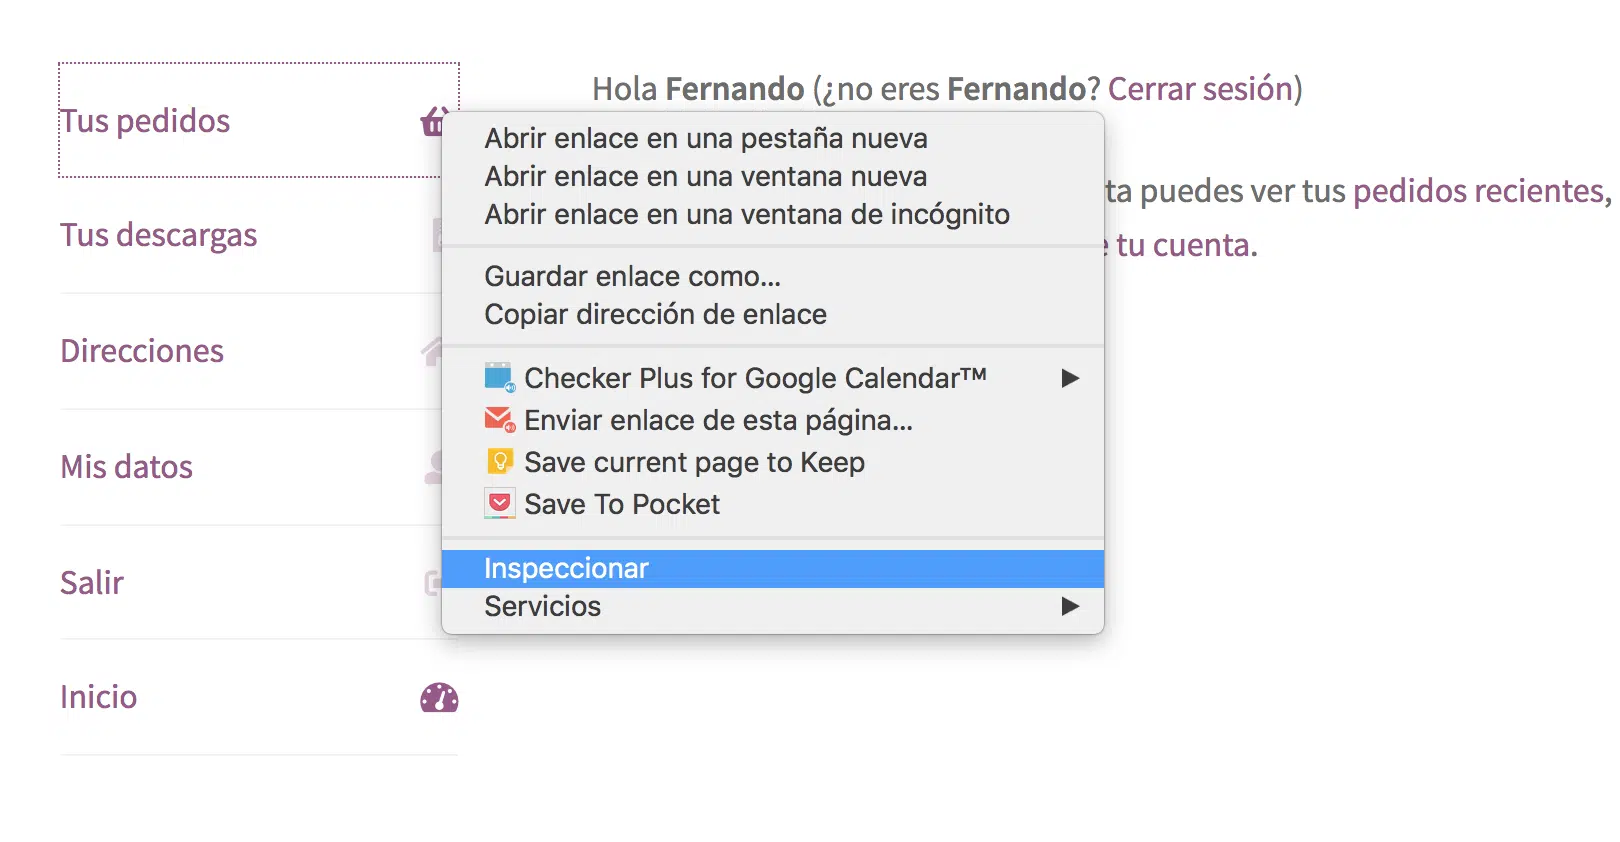 Hola Fernando (¿no eres Fernando? Cerrar sesión)
Tus pedidos
Tus descargas
Direcciones
Mis datos
Salir
Inicio
Abrir enlace en una pestaña nueva
Abrir enlace en una ventana nueva
Abrir enlace en una ventana de incógnito
Guardar enlace como...
Copiar dirección de enlace
Checker Plus for Google Calendar™
Enviar enlace de esta página...
Save current page to Keep
Save To Pocket
Inspeccionar
Servicios
ta puedes ver tus pedidos recientes,
tu cuenta.